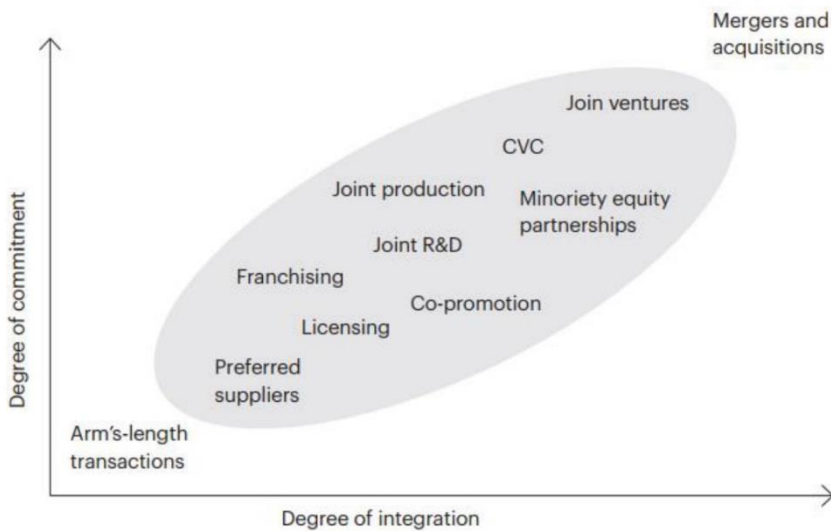 Mergers and
acquisitions
Join ventures
CVC
Joint production
Minoriety equity
partnerships
Joint R&D
Franchising
Co-promotion
Licensing
Preferred
suppliers
Arm's-length
transactions
Degree of commitment
Degree of integration